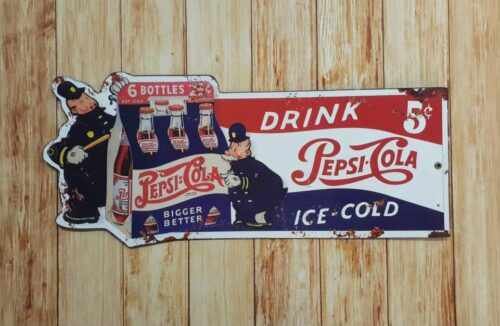 6 BOTTLES
PEPSI-COLA
BIGGER
BETTER
DRINK
5¢
PEPSI-COLA
ICE-COLD